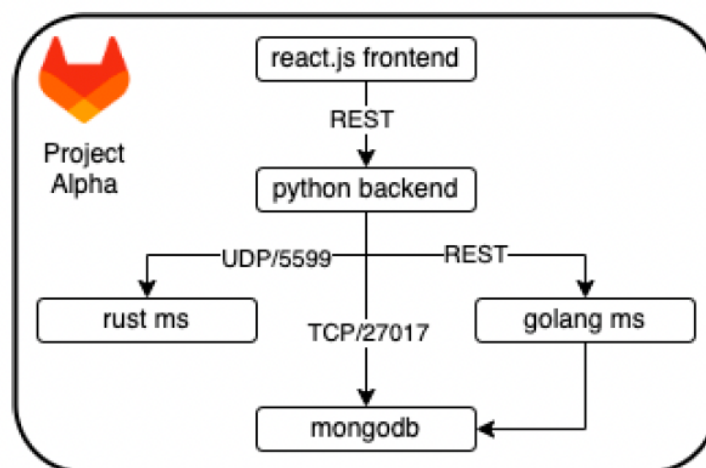 react.js frontend
REST
Project
Alpha
python backend
UDP/5599
REST
rust ms
TCP/27017
golang ms
mongodb